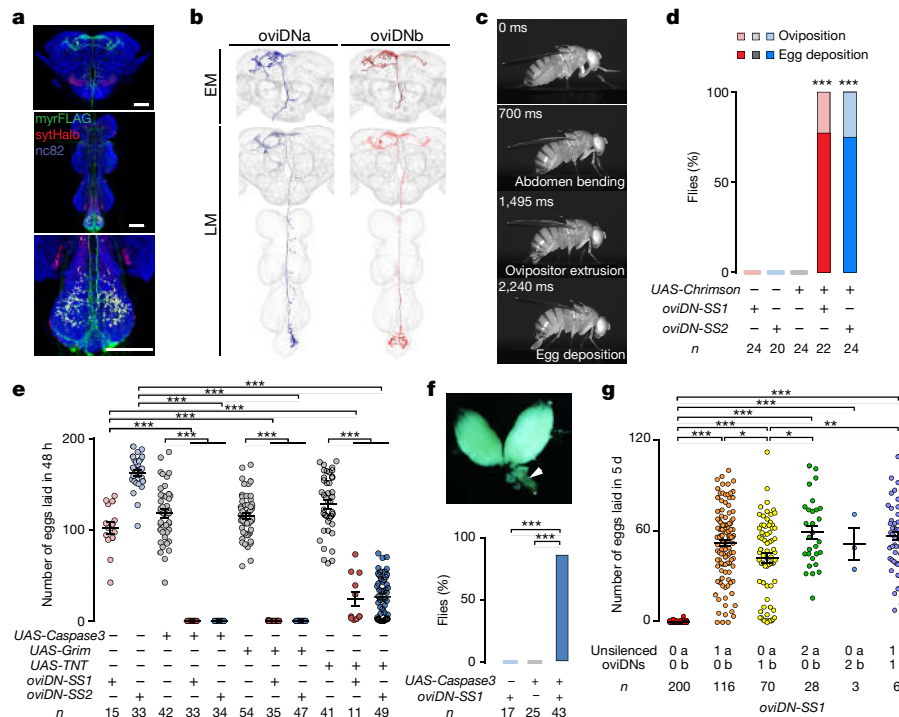 a
myrFLAG
sytHalo
nc82
b
oviDNa oviDNb
EM
LM
c
0 ms
700 ms
Abdomen bending
1,495 ms
Ovipositor extrusion
2,240 ms
Egg deposition
d
Oviposition
Egg deposition
*** ***
100
50
0
Flies (%)
UAS-Chrimson – – + + +
oviDN-SS1 + – – + –
oviDN-SS2 – + – – +
n 24 20 24 22 24
e
***
***
***
***
***
***
*** *** ***
200
100
0
Number of eggs laid in 48 h
UAS-Caspase3 – – + + + – – – – – –
UAS-Grim – – – – – + + + – – –
UAS-TNT – – – – – – – – + + +
oviDN-SS1 + – – + – – + – – + –
oviDN-SS2 – + – – + – – + – – +
n 15 33 42 33 34 54 35 47 41 11 49
f
***
***
100
50
0
Flies (%)
UAS-Caspase3 – + +
oviDN-SS1 + – +
n 17 25 43
g
***
***
***
*** **
*** * *
120
60
0
Number of eggs laid in 5 d
Unsilenced 0 a 1 a 0 a 2 a 0 a 1
oviDNs 0 b 0 b 1 b 0 b 2 b 1
n 200 116 70 28 3 6
oviDN-SS1